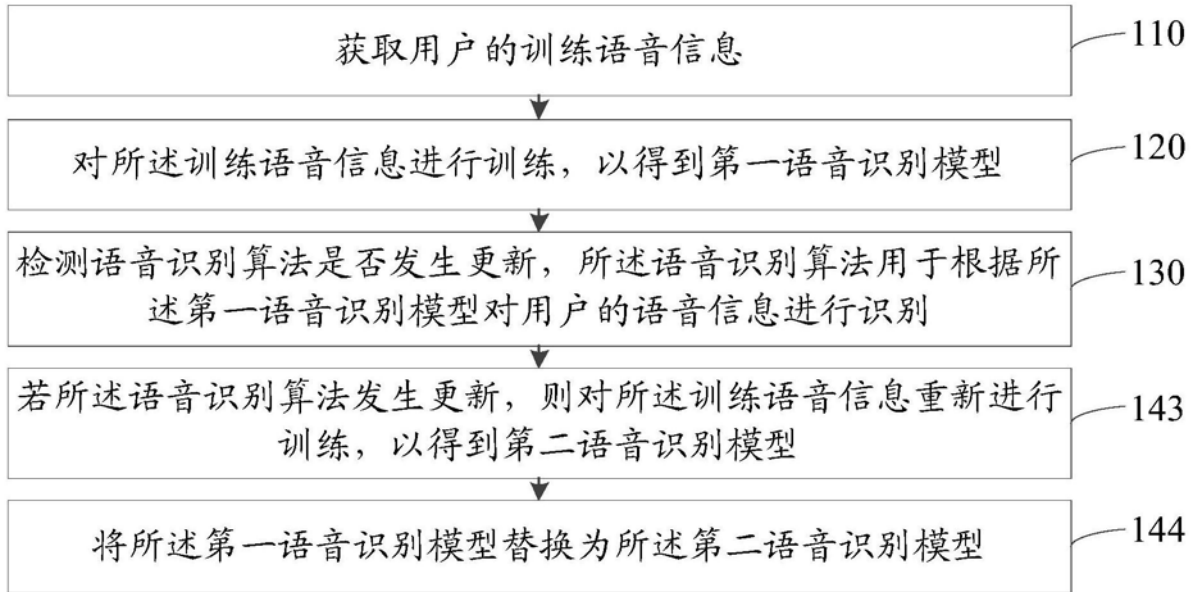 获取用户的训练语音信息
110
对所述训练语音信息进行训练，以得到第一语音识别模型
120
检测语音识别算法是否发生更新，所述语音识别算法用于根据所
述第一语音识别模型对用户的语音信息进行识别
130
若所述语音识别算法发生更新，则对所述训练语音信息重新进行
训练，以得到第二语音识别模型
143
将所述第一语音识别模型替换为所述第二语音识别模型
144